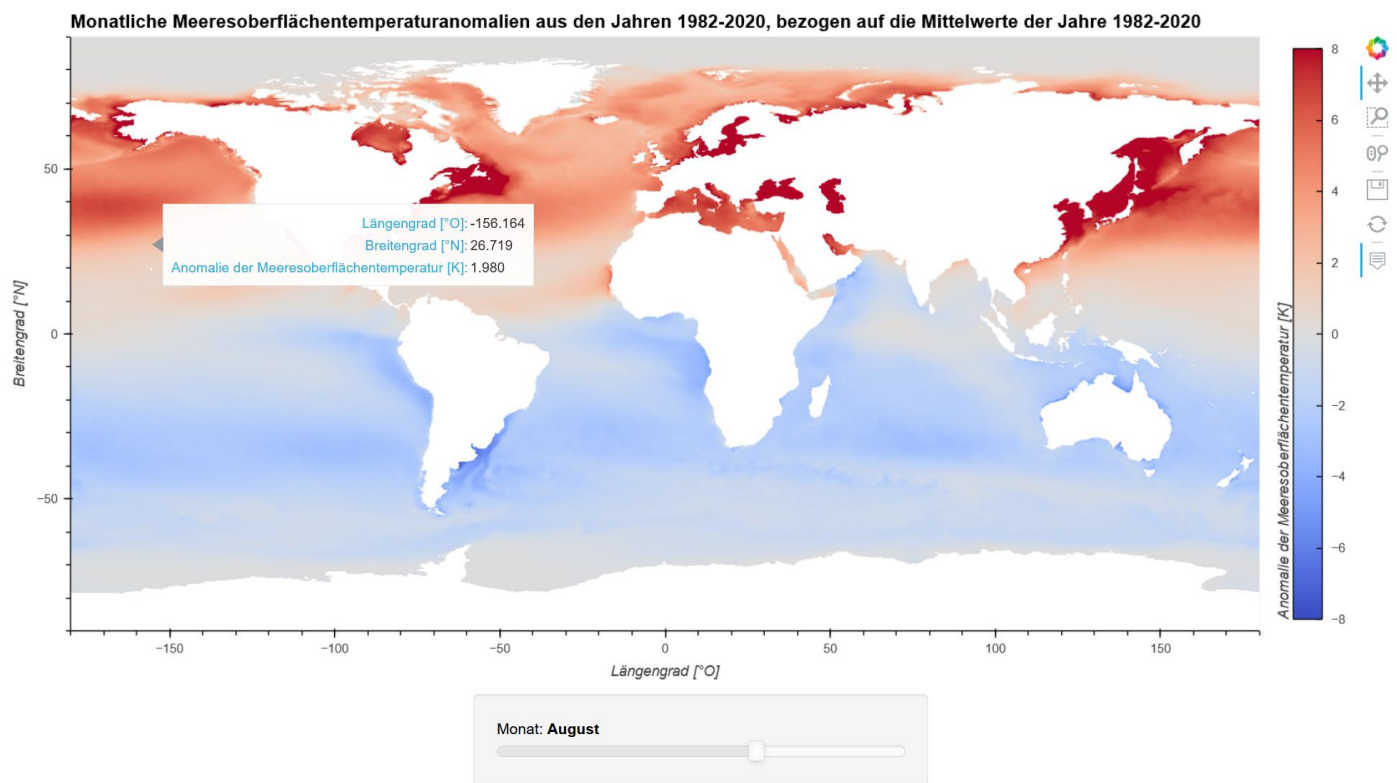 Monatliche Meeresoberflächentemperaturanomalien aus den Jahren 1982-2020, bezogen auf die Mittelwerte der Jahre 1982-2020
Breitengrad [°N]
50
0
−50
Längengrad [°O]: -156.164
Breitengrad [°N]: 26.719
Anomalie der Meeresoberflächentemperatur [K]: 1.980
−150
−100
−50
0
50
100
150
Längengrad [°O]
8
6
4
2
0
−2
−4
−6
−8
Anomalie der Meeresoberflächentemperatur [K]
Monat: August